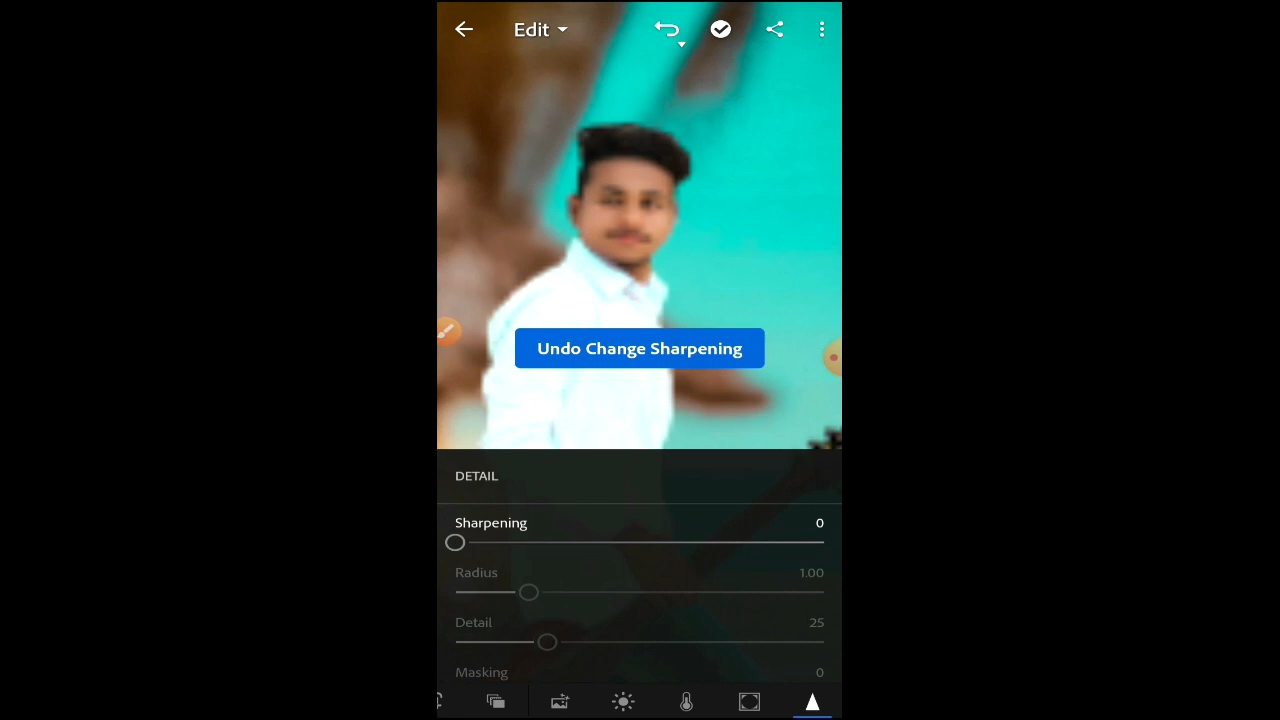 Edit
Undo Change Sharpening
DETAIL
Sharpening 0
Radius 1.00
Detail 25
Masking 0